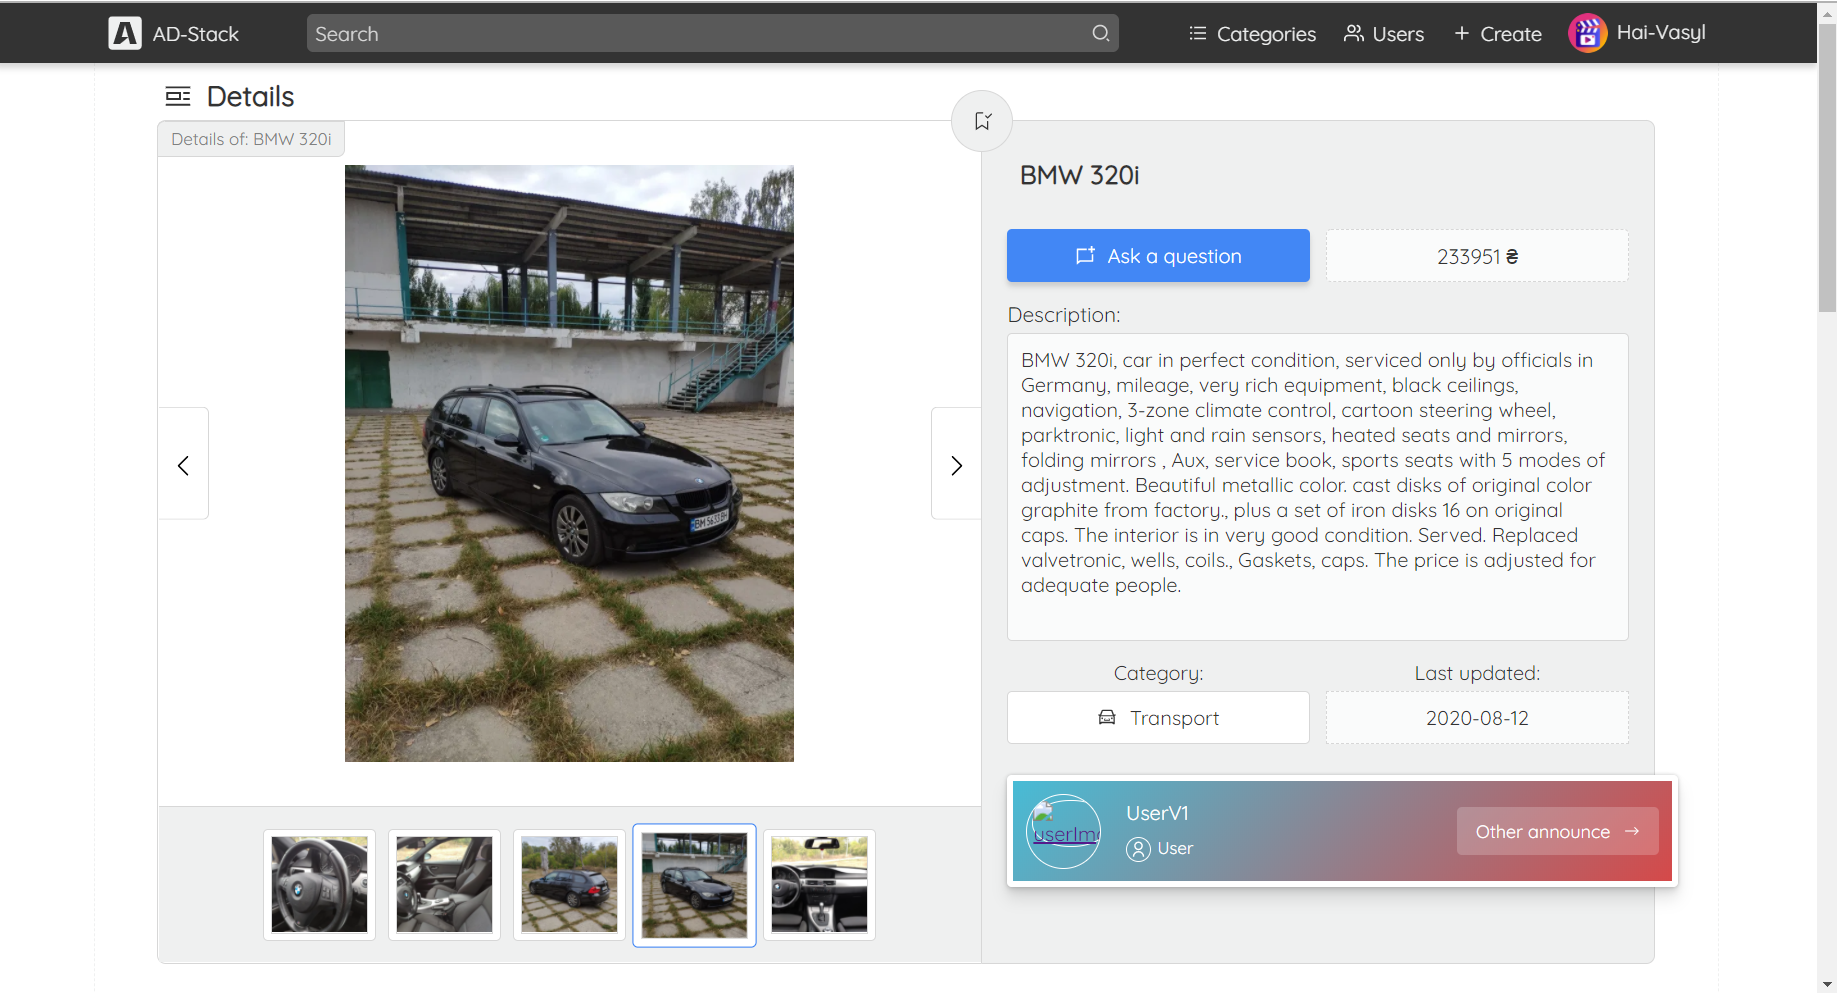 AD-Stack
Search
Categories
Users
Create
Hai-Vasyl
Details
Details of: BMW 320i
BMW 320i
Ask a question
233951 ₴
Description:
BMW 320i, car in perfect condition, serviced only by officials in
Germany, mileage, very rich equipment, black ceilings,
navigation, 3-zone climate control, cartoon steering wheel,
parktronic, light and rain sensors, heated seats and mirrors,
folding mirrors , Aux, service book, sports seats with 5 modes of
adjustment. Beautiful metallic color. cast disks of original color
graphite from factory., plus a set of iron disks 16 on original
caps. The interior is in very good condition. Served. Replaced
valvetronic, wells, coils., Gaskets, caps. The price is adjusted for
adequate people.
BM 5633 BH
Category:
Last updated:
Transport
2020-08-12
userIm
UserV1
User
Other announce